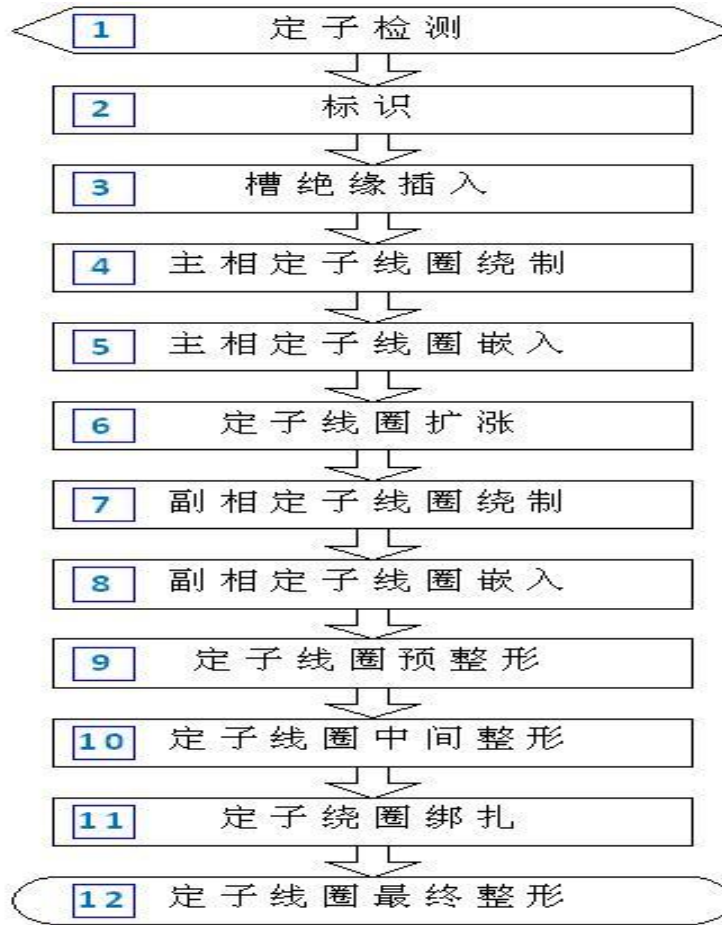 1 定子检测
2 标识
3 槽绝缘插入
4 主相定子线圈绕制
5 主相定子线圈嵌入
6 定子线圈扩涨
7 副相定子线圈绕制
8 副相定子线圈嵌入
9 定子线圈预整形
10 定子线圈中间整形
11 定子绕圈绑扎
12 定子线圈最终整形